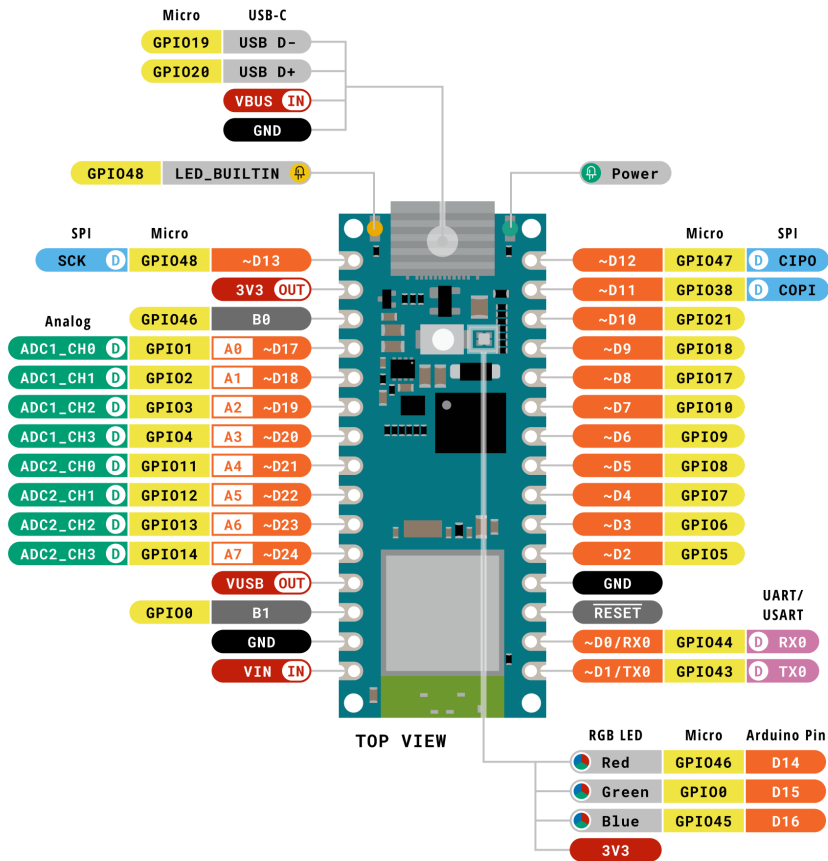 Micro USB-C
GPIO19 USB D-
GPIO20 USB D+
VBUS IN
GND
GPIO48 LED_BUILTIN
Power
SPI Micro
SCK D GPIO48 ~D13
3V3 OUT
GPIO46 B0
Analog
ADC1_CH0 D GPIO1 A0 ~D17
ADC1_CH1 D GPIO2 A1 ~D18
ADC1_CH2 D GPIO3 A2 ~D19
ADC1_CH3 D GPIO4 A3 ~D20
ADC2_CH0 D GPIO11 A4 ~D21
ADC2_CH1 D GPIO12 A5 ~D22
ADC2_CH2 D GPIO13 A6 ~D23
ADC2_CH3 D GPIO14 A7 ~D24
VUSB OUT
GPIO0 B1
GND
VIN IN
Micro SPI
~D12 GPIO47 D CIPO
~D11 GPIO38 D COPI
~D10 GPIO21
~D9 GPIO18
~D8 GPIO17
~D7 GPIO10
~D6 GPIO9
~D5 GPIO8
~D4 GPIO7
~D3 GPIO6
~D2 GPIO5
GND
RESET
UART/
USART
~D0/RX0 GPIO44 D RX0
~D1/TX0 GPIO43 D TX0
TOP VIEW
RGB LED Micro Arduino Pin
Red GPIO46 D14
Green GPIO0 D15
Blue GPIO45 D16
3V3